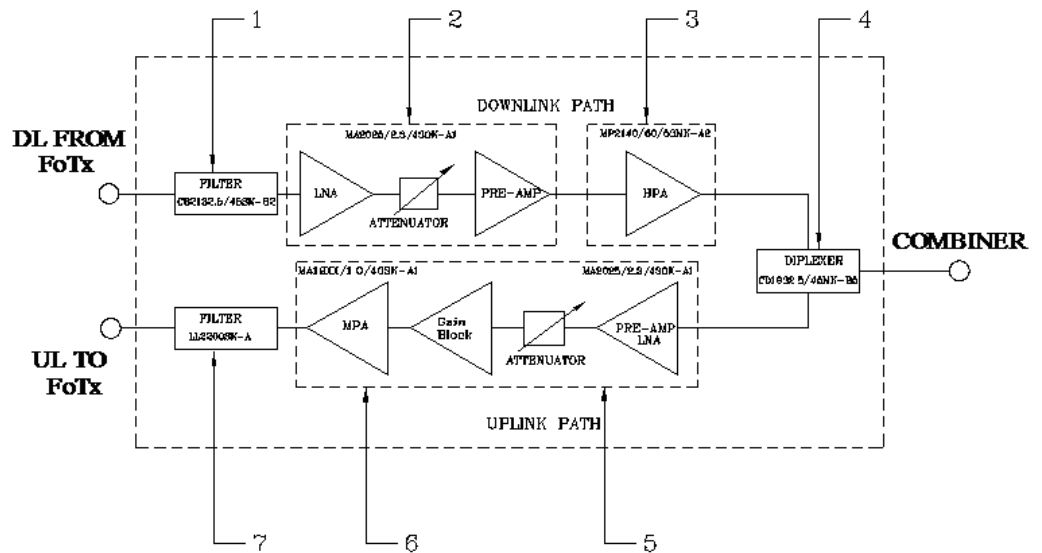 1
2
3
4
DOWNLINK PATH
DL FROM
FoTx
FILTER
LNA
ATTENUATOR
PRE-AMP
HPA
COMBINER
DIPLEXER
UL TO
FoTx
FILTER
MPA
Gain
Block
ATTENUATOR
PRE-AMP
LNA
UPLINK PATH
7
6
5